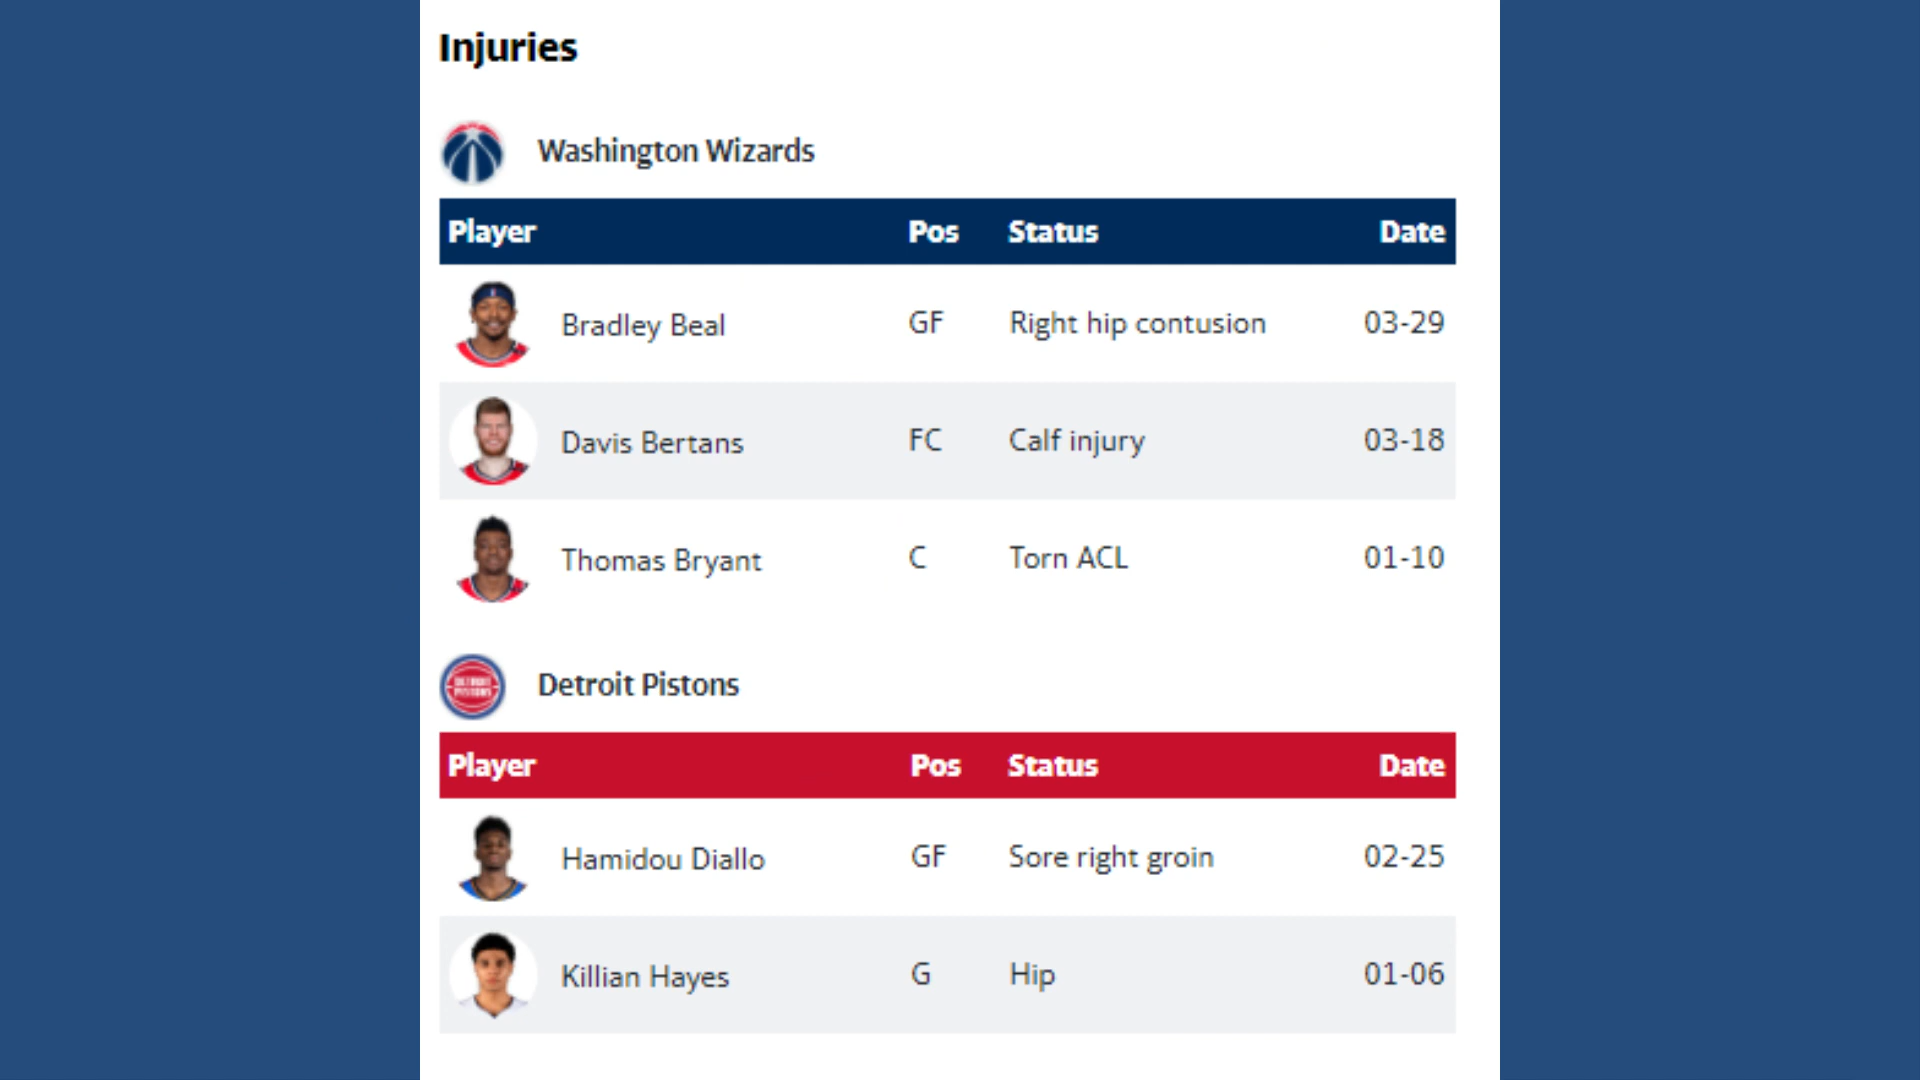 Injuries
Washington Wizards
Player Pos Status Date
Bradley Beal GF Right hip contusion 03-29
Davis Bertans FC Calf injury 03-18
Thomas Bryant C Torn ACL 01-10
DETROIT
PISTONS
Detroit Pistons
Player Pos Status Date
Hamidou Diallo GF Sore right groin 02-25
Killian Hayes G Hip 01-06